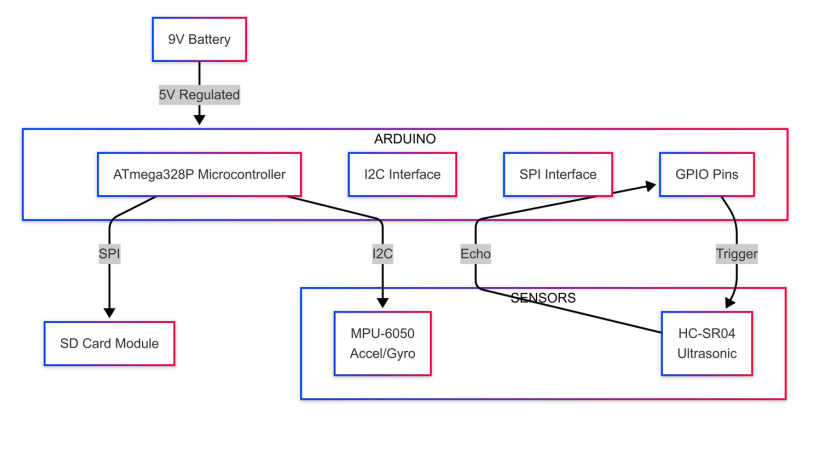 9V Battery
5V Regulated
ARDUINO
ATmega328P Microcontroller
I2C Interface
SPI Interface
GPIO Pins
SPI
I2C
Echo
Trigger
SENSORS
SD Card Module
MPU-6050
Accel/Gyro
HC-SR04
Ultrasonic